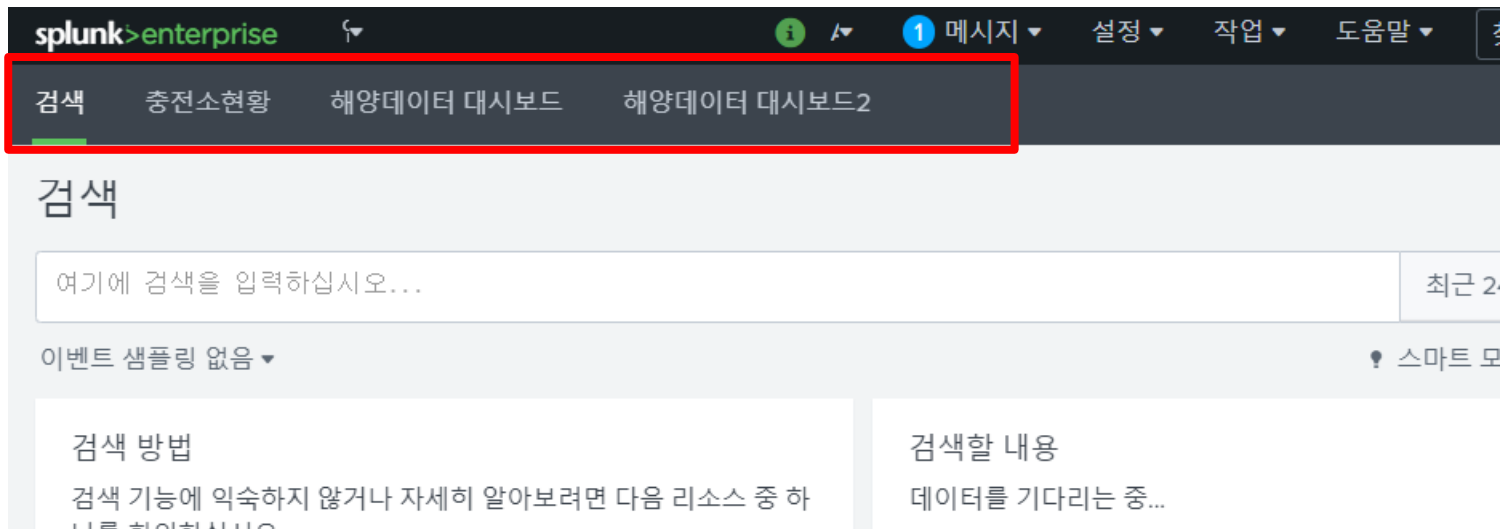 splunk>enterprise
i 1 메시지 설정 작업 도움말
검색 충전소현황 해양데이터 대시보드 해양데이터 대시보드2
검색
여기에 검색을 입력하십시오... 최근
이벤트 샘플링 없음 스마트
검색 방법
검색 기능에 익숙하지 않거나 자세히 알아보려면 다음 리소스 중 하
검색할 내용
데이터를 기다리는 중...